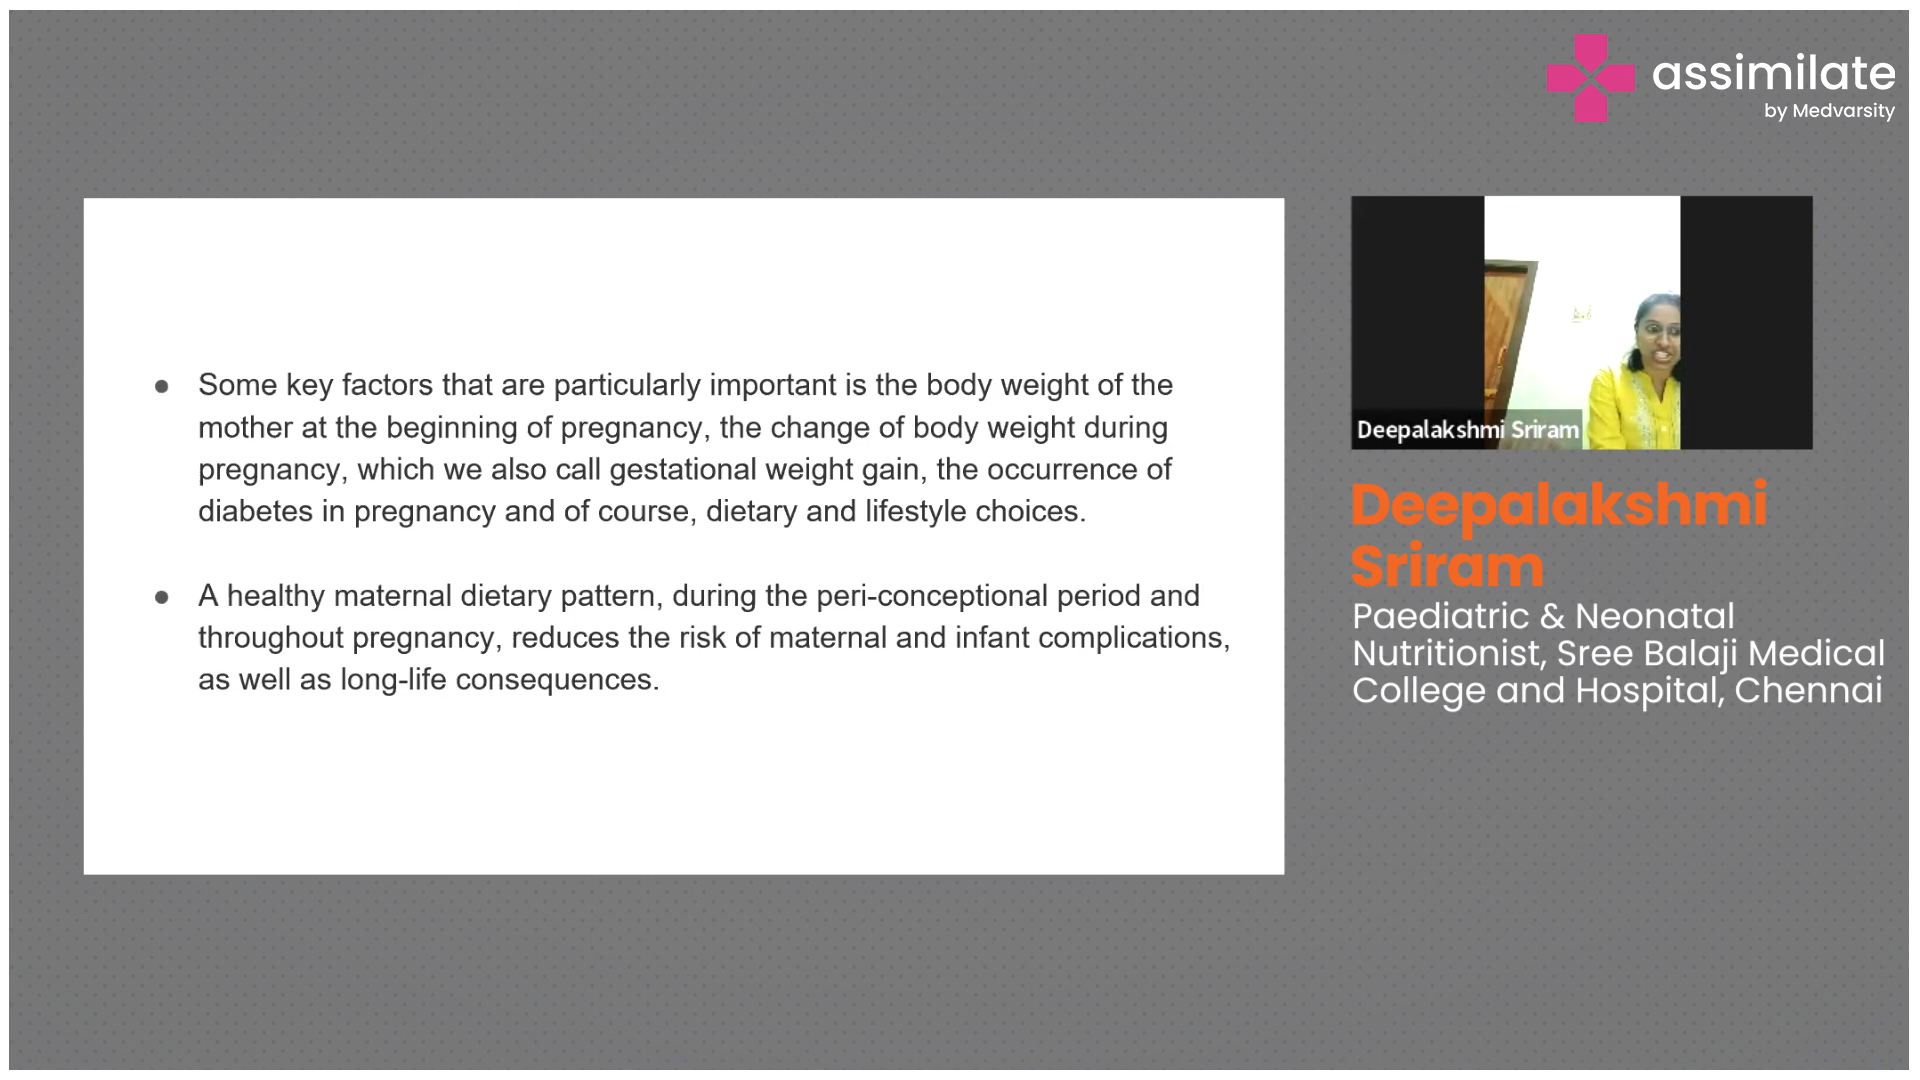 assimilate
by Medvarsity
Some key factors that are particularly important is the body weight of the
mother at the beginning of pregnancy, the change of body weight during
pregnancy, which we also call gestational weight gain, the occurrence of
diabetes in pregnancy and of course, dietary and lifestyle choices.
A healthy maternal dietary pattern, during the peri-conceptional period and
throughout pregnancy, reduces the risk of maternal and infant complications,
as well as long-life consequences.
Deepalakshmi Sriram
Deepalakshmi
Sriram
Paediatric & Neonatal
Nutritionist, Sree Balaji Medical
College and Hospital, Chennai